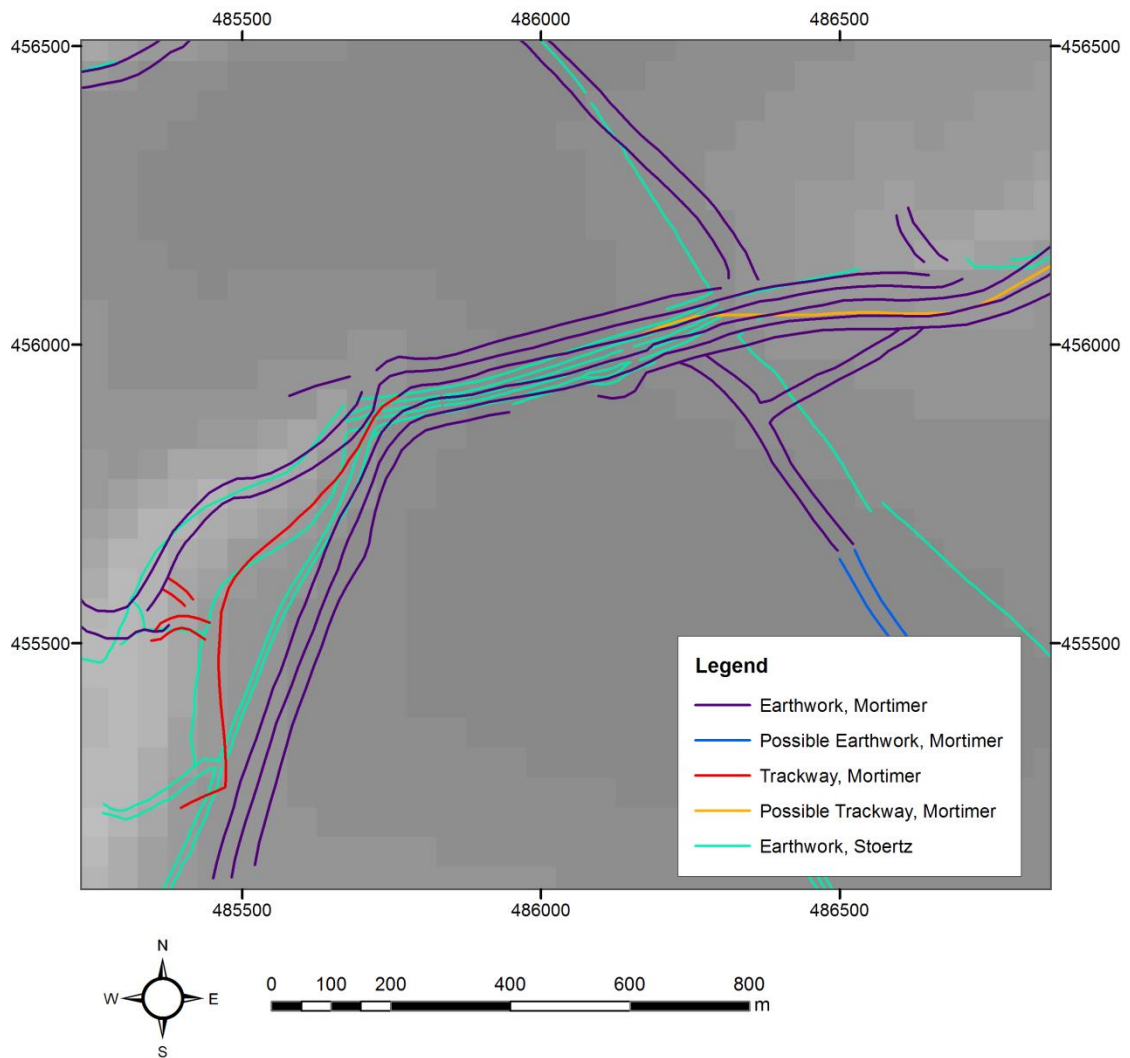 485500 486000 486500
456500 456500
456000 456000
455500 455500
Legend
Earthwork, Mortimer
Possible Earthwork, Mortimer
Trackway, Mortimer
Possible Trackway, Mortimer
Earthwork, Stoertz
485500 486000 486500
N
W E
S
0 100 200 400 600 800
m